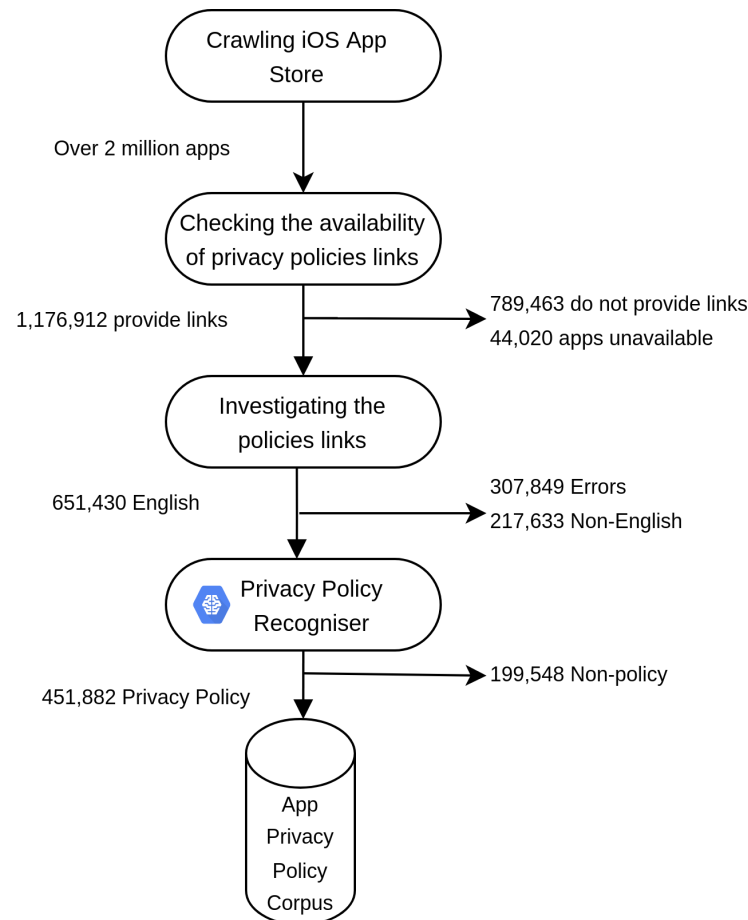 Crawling iOS App
Store
Over 2 million apps
Checking the availability
of privacy policies links
1,176,912 provide links
789,463 do not provide links
44,020 apps unavailable
Investigating the
policies links
651,430 English
307,849 Errors
217,633 Non-English
Privacy Policy
Recogniser
451,882 Privacy Policy
199,548 Non-policy
App
Privacy
Policy
Corpus